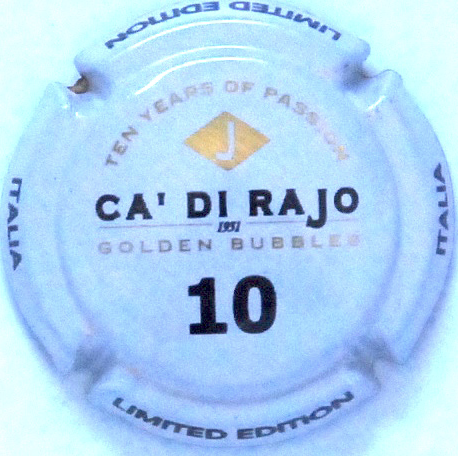 LIMITED EDITION
TEN YEARS OF PASSION
J
CA' DI RAJO
1931
GOLDEN BUBBLES
10
ITALIA
ITALIA
LIMITED EDITION